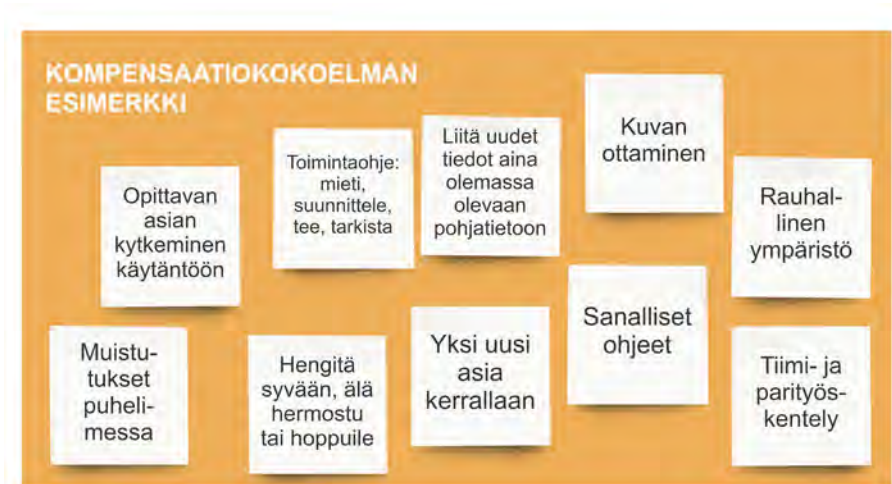 KOMPENSAATIOKOKOELMAN
ESIMERKKI
Opittavan
asian
kytkeminen
käytäntöön
Toimintaohje:
mieti,
suunnittele,
tee, tarkista
Liitä uudet
tiedot aina
olemassa
olevaan
pohjatietoon
Kuvan
ottaminen
Rauhal-
linen
ympäristö
Muistu-
tukset
puheli-
messa
Hengitä
syvään, älä
hermostu
tai hoppuile
Yksi uusi
asia
kerrallaan
Sanalliset
ohjeet
Tiimi- ja
parityös-
kentely